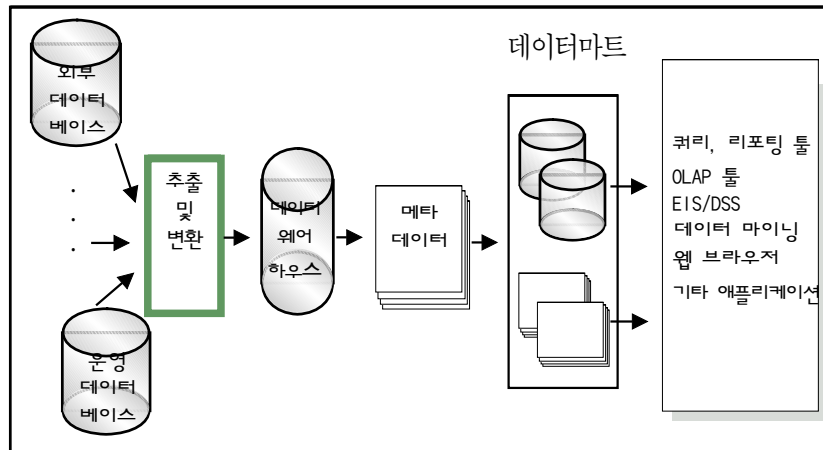 데이터마트
외부
데이터
베이스
추출
및
변환
데이터
웨어
하우스
메타
데이터
쿼리, 리포팅 툴
OLAP 툴
EIS/DSS
데이터 마이닝
웹 브라우저
기타 애플리케이션
운영
데이터
베이스